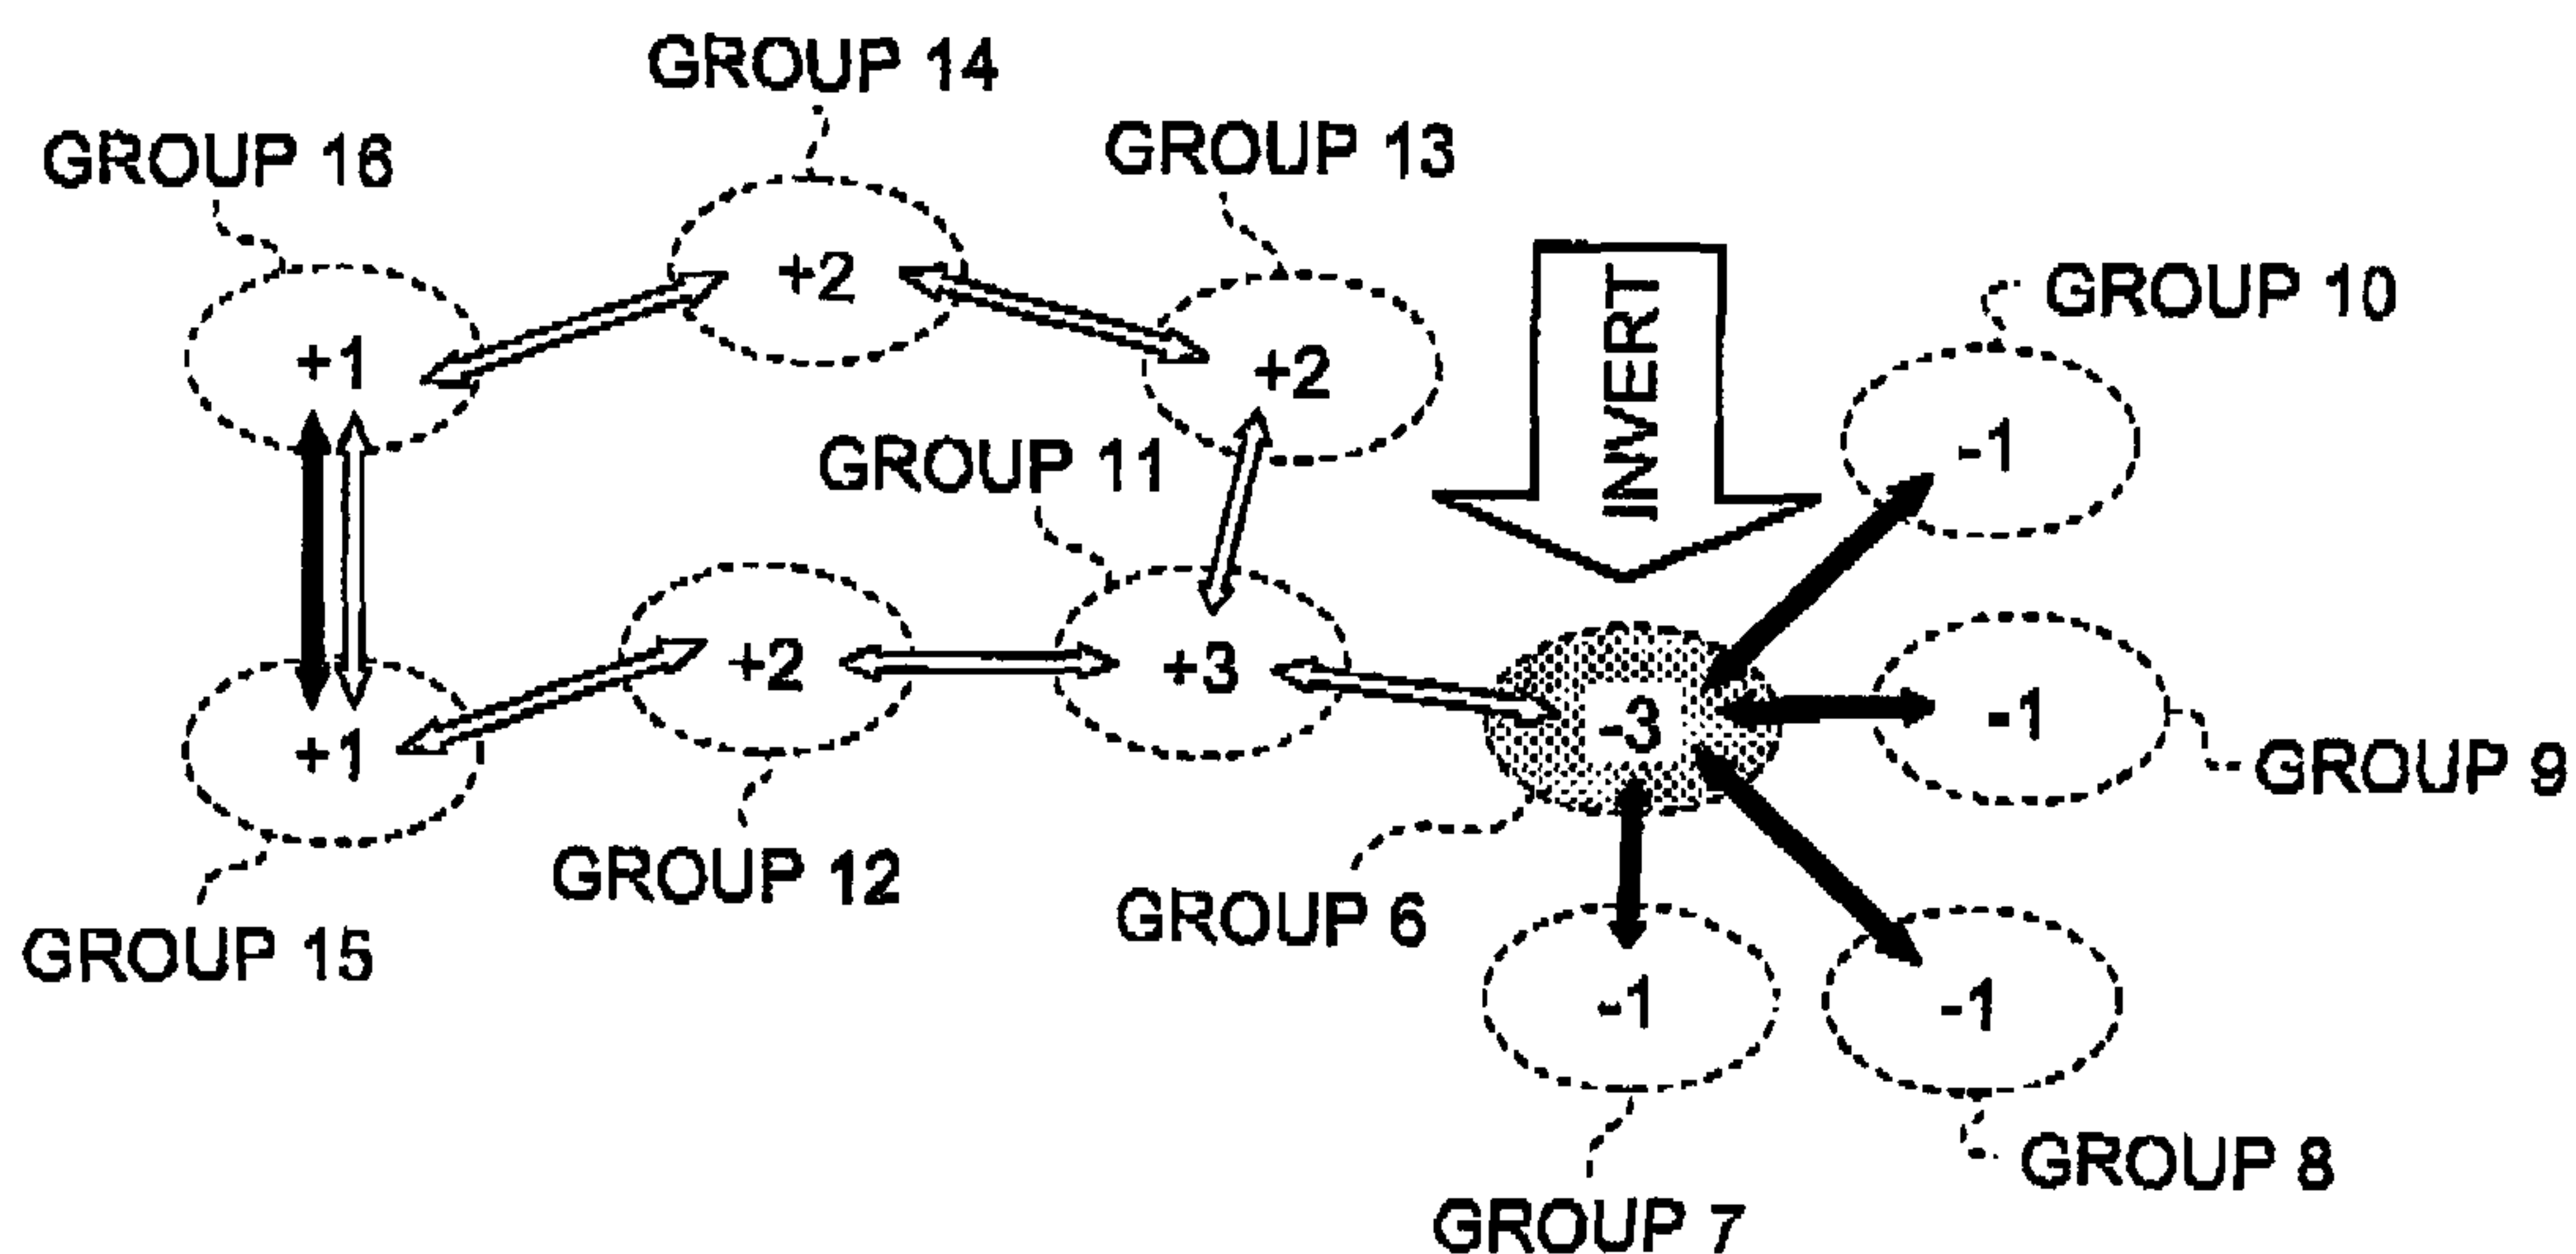 GROUP 14
GROUP 13
GROUP 16
GROUP 10
+2
+1
+2
INVERT
-1
GROUP 11
+1
+2
+3
-3
-1
GROUP 9
GROUP 12
GROUP 6
GROUP 15
-1
-1
GROUP 8
GROUP 7